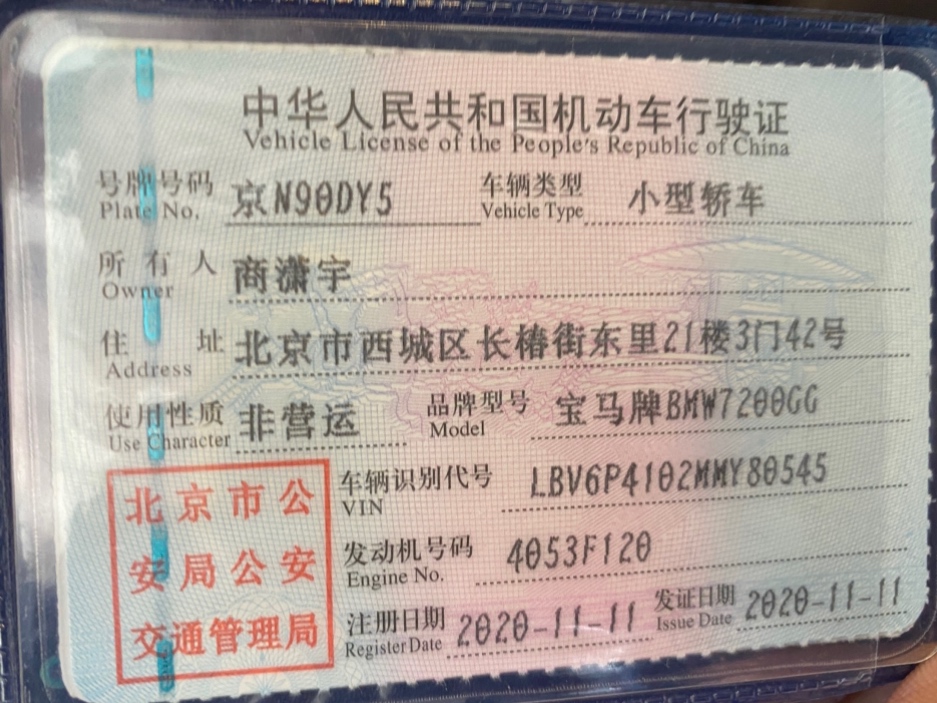 中华人民共和国机动车行驶证
Vehicle License of the People's Republic of China
号牌号码 京N90DY5 车辆类型 小型轿车
Plate No. Vehicle Type
所有人 商潇宇
Owner
住址 北京市西城区长椿街东里21楼3门42号
Address
使用性质 非营运 品牌型号 宝马牌BMW7200GG
Use Character Model
北京市公
安局公安
交通管理局
车辆识别代号 LBV6P4102MMY80545
VIN
发动机号码 4053F120
Engine No.
注册日期 2020-11-11 发证日期 2020-11-11
Register Date Issue Date